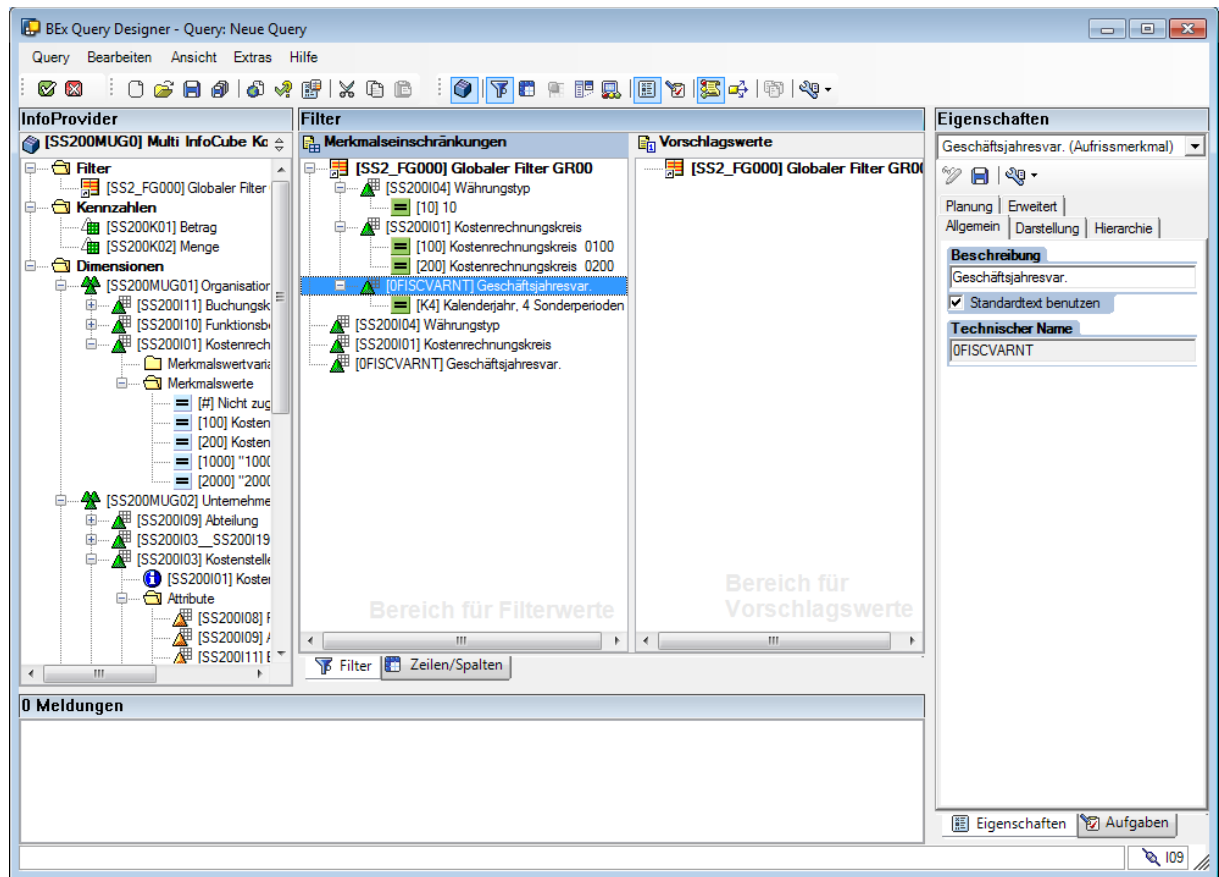 BEx Query Designer - Query: Neue Query
Query Bearbeiten Ansicht Extras Hilfe
InfoProvider
[SS200MUG0] Multi InfoCube Kc
Filter
[SS2_FG000] Globaler Filter
Kennzahlen
[SS200K01] Betrag
[SS200K02] Menge
Dimensionen
[SS200MUG01] Organisation
[SS200I11] Buchungsk
[SS200I10] Funktionsb
[SS200I01] Kostenrech
Merkmalswertvaria
Merkmalswerte
[#] Nicht zug
[100] Kosten
[200] Kosten
[1000] "1000
[2000] "2000
[SS200MUG02] Unternehme
[SS200I09] Abteilung
[SS200I03__SS200I19
[SS200I03] Kostenstelle
[SS200I01] Koster
Attribute
[SS200I08] F
[SS200I09] A
[SS200I11] B
Filter
Merkmalseinschränkungen
[SS2_FG000] Globaler Filter GR00
[SS200I04] Währungstyp
[10] 10
[SS200I01] Kostenrechnungskreis
[100] Kostenrechnungskreis 0100
[200] Kostenrechnungskreis 0200
[0FISCVARNT] Geschäftsjahresvar.
[K4] Kalenderjahr, 4 Sonderperioden
[SS200I04] Währungstyp
[SS200I01] Kostenrechnungskreis
[0FISCVARNT] Geschäftsjahresvar.
Bereich für Filterwerte
Vorschlagswerte
[SS2_FG000] Globaler Filter GR00
Bereich für
Vorschlagswerte
Filter Zeilen/Spalten
Eigenschaften
Geschäftsjahresvar. (Aufrissmerkmal)
Planung Erweitert
Allgemein Darstellung Hierarchie
Beschreibung
Geschäftsjahresvar.
Standardtext benutzen
Technischer Name
0FISCVARNT
Eigenschaften Aufgaben
0 Meldungen
I09